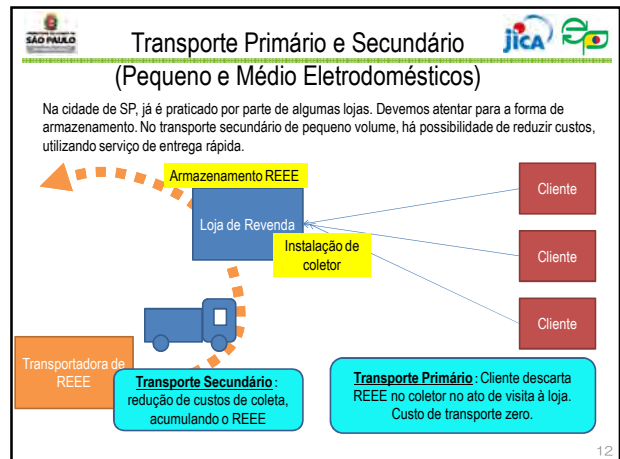 SÃO PAULO
jica
Transporte Primário e Secundário
(Pequeno e Médio Eletrodomésticos)
Na cidade de SP, já é praticado por parte de algumas lojas. Devemos atentar para a forma de
armazenamento. No transporte secundário de pequeno volume, há possibilidade de reduzir custos,
utilizando serviço de entrega rápida.
Armazenamento REEE
Loja de Revenda
Instalação de
coletor
Cliente
Cliente
Cliente
Transportadora de
REEE
Transporte Secundário:
redução de custos de coleta,
acumulando o REEE
Transporte Primário: Cliente descarta
REEE no coletor no ato de visita à loja.
Custo de transporte zero.
12